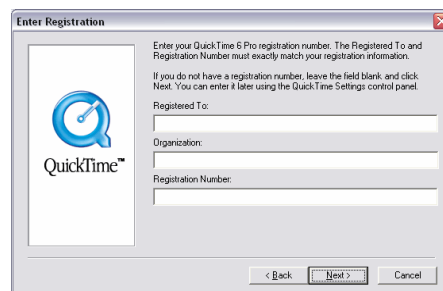 Enter Registration
Enter your QuickTime 6 Pro registration number. The Registered To and
Registration Number must exactly match your registration information.
If you do not have a registration number, leave the field blank and click
Next. You can enter it later using the QuickTime Settings control panel.
Registered To:
Organization:
Registration Number:
QuickTime™
< Back
Next >
Cancel